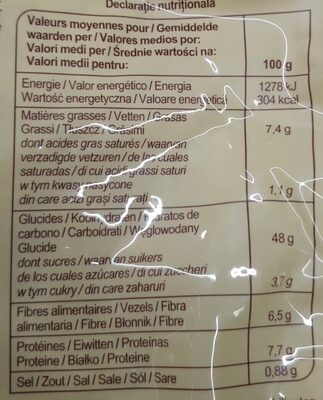 Declarație nutrițională
Valeurs moyennes pour / Gemiddelde
waarden per / Valores medios por:
Valori medi per / Średnie wartości na:
Valori medii pentru:
100 g
Energie / Valor energético / Energia
1278 kJ
Wartość energetyczna / Valoare energetică
304 kcal
Matières grasses / Vetten / Grasas
Grassi / Tłuszcz / Grăsimi
7,4 g
dont acides gras saturés / waarvan
verzadigde vetzuren / de las cuales
saturadas / di cui acidi grassi saturi
w tym kwasy nasycone
din care acizi grași saturați
1,1 g
Glucides / Koolhydraten / Hidratos de
carbono / Carboidrati / Węglowodany
Glucide
48 g
dont sucres / waarvan suikers
de los cuales azúcares / di cui zuccheri
w tym cukry / din care zaharuri
3,7 g
Fibres alimentaires / Vezels / Fibra
alimentaria / Fibre / Błonnik / Fibre
6,5 g
Protéines / Eiwitten / Proteínas
Proteine / Białko / Proteine
7,7 g
Sel / Zout / Sal / Sale / Sól / Sare
0,88 g